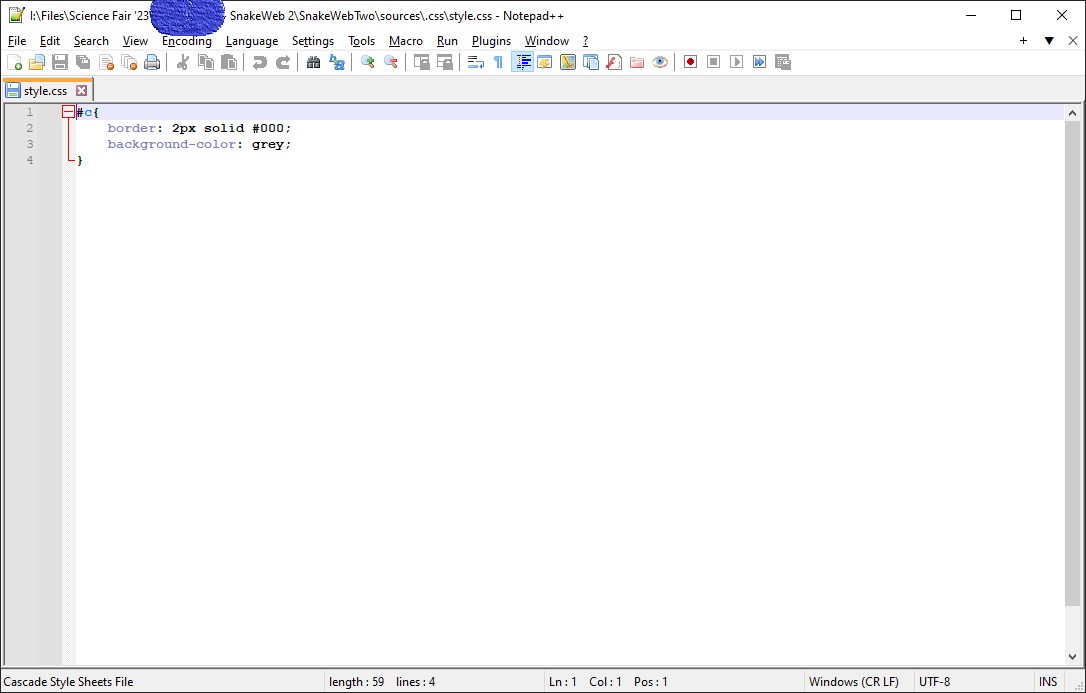 I:\Files\Science Fair '23\ SnakeWeb 2\SnakeWebTwo\sources\.css\style.css - Notepad++
File Edit Search View Encoding Language Settings Tools Macro Run Plugins Window ?
style.css
1 #c{
2 border: 2px solid #000;
3 background-color: grey;
4 }
Cascade Style Sheets File length : 59 lines : 4 Ln : 1 Col : 1 Pos : 1 Windows (CR LF) UTF-8 INS